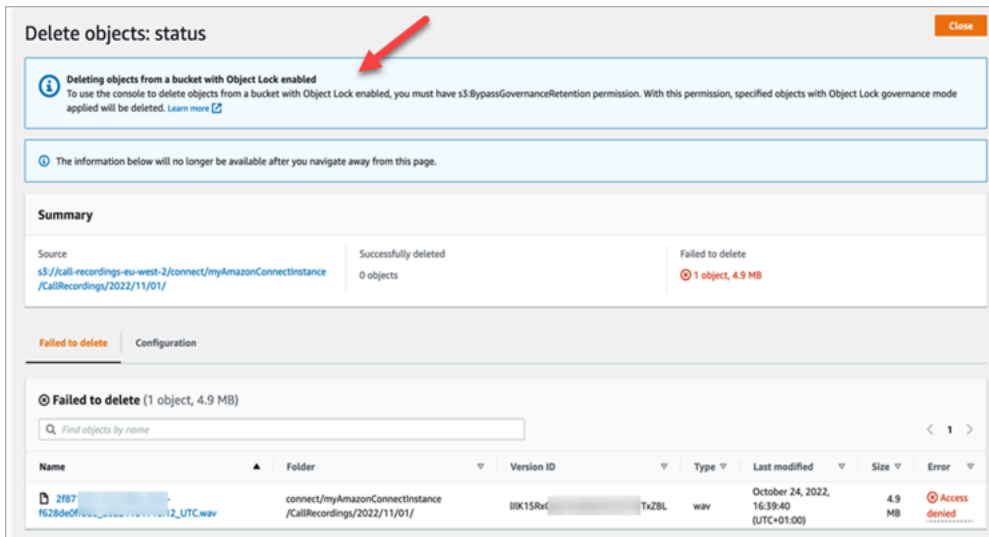 Delete objects: status
Close
Deleting objects from a bucket with Object Lock enabled
To use the console to delete objects from a bucket with Object Lock enabled, you must have s3:BypassGovernanceRetention permission. With this permission, specified objects with Object Lock governance mode
applied will be deleted. Learn more
The information below will no longer be available after you navigate away from this page.
Summary
Source
Successfully deleted
Failed to delete
s3://call-recordings-eu-west-2/connect/myAmazonConnectInstance
/CallRecordings/2022/11/01/
0 objects
1 object, 4.9 MB
Failed to delete
Configuration
Failed to delete (1 object, 4.9 MB)
Find objects by name
1
Name
Folder
Version ID
Type
Last modified
Size
Error
2f87
_UTC.wav
connect/myAmazonConnectInstance
/CallRecordings/2022/11/01/
TxZBL
wav
October 24, 2022,
16:39:40
(UTC+01:00)
4.9
MB
Access
denied